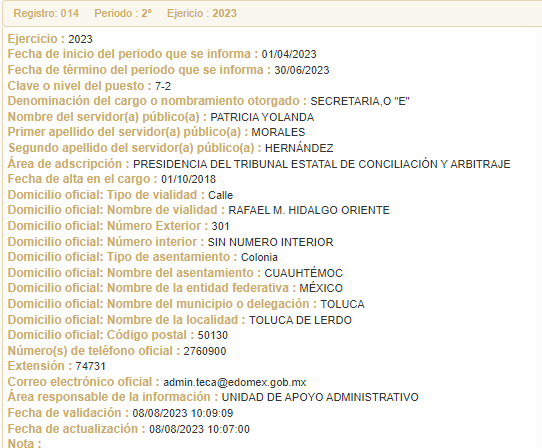 Registro: 014 Periodo : 2º Ejericio : 2023
Ejercicio : 2023
Fecha de inicio del periodo que se informa : 01/04/2023
Fecha de término del periodo que se informa : 30/06/2023
Clave o nivel del puesto : 7-2
Denominación del cargo o nombramiento otorgado : SECRETARIA,O "E"
Nombre del servidor(a) público(a) : PATRICIA YOLANDA
Primer apellido del servidor(a) público(a) : MORALES
Segundo apellido del servidor(a) público(a) : HERNÁNDEZ
Área de adscripción : PRESIDENCIA DEL TRIBUNAL ESTATAL DE CONCILIACIÓN Y ARBITRAJE
Fecha de alta en el cargo : 01/10/2018
Domicilio oficial: Tipo de vialidad : Calle
Domicilio oficial: Nombre de vialidad : RAFAEL M. HIDALGO ORIENTE
Domicilio oficial: Número Exterior : 301
Domicilio oficial: Número interior : SIN NUMERO INTERIOR
Domicilio oficial: Tipo de asentamiento : Colonia
Domicilio oficial: Nombre del asentamiento : CUAUHTÉMOC
Domicilio oficial: Nombre de la entidad federativa : MÉXICO
Domicilio oficial: Nombre del municipio o delegación : TOLUCA
Domicilio oficial: Nombre de la localidad : TOLUCA DE LERDO
Domicilio oficial: Código postal : 50130
Número(s) de teléfono oficial : 2760900
Extensión : 74731
Correo electrónico oficial : admin.teca@edomex.gob.mx
Área responsable de la información : UNIDAD DE APOYO ADMINISTRATIVO
Fecha de validación : 08/08/2023 10:09:09
Fecha de actualización : 08/08/2023 10:07:00
Nota :